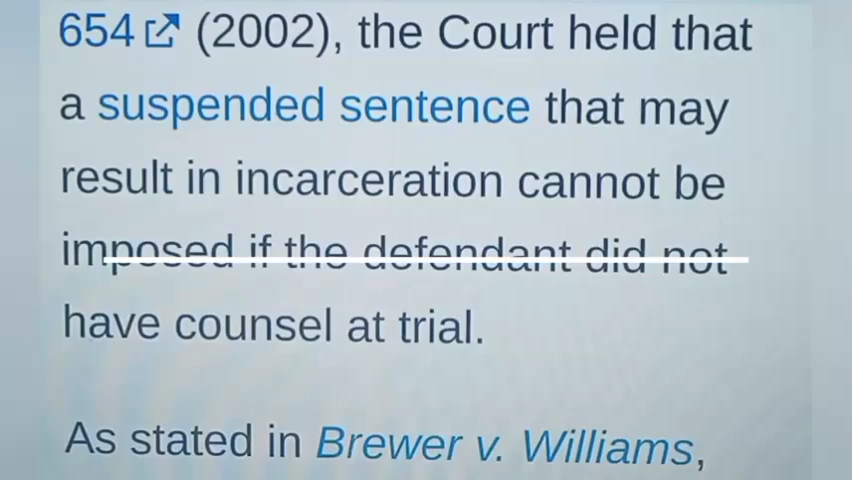 654 (2002), the Court held that
a suspended sentence that may
result in incarceration cannot be
imposed if the defendant did not
have counsel at trial.
As stated in Brewer v. Williams,